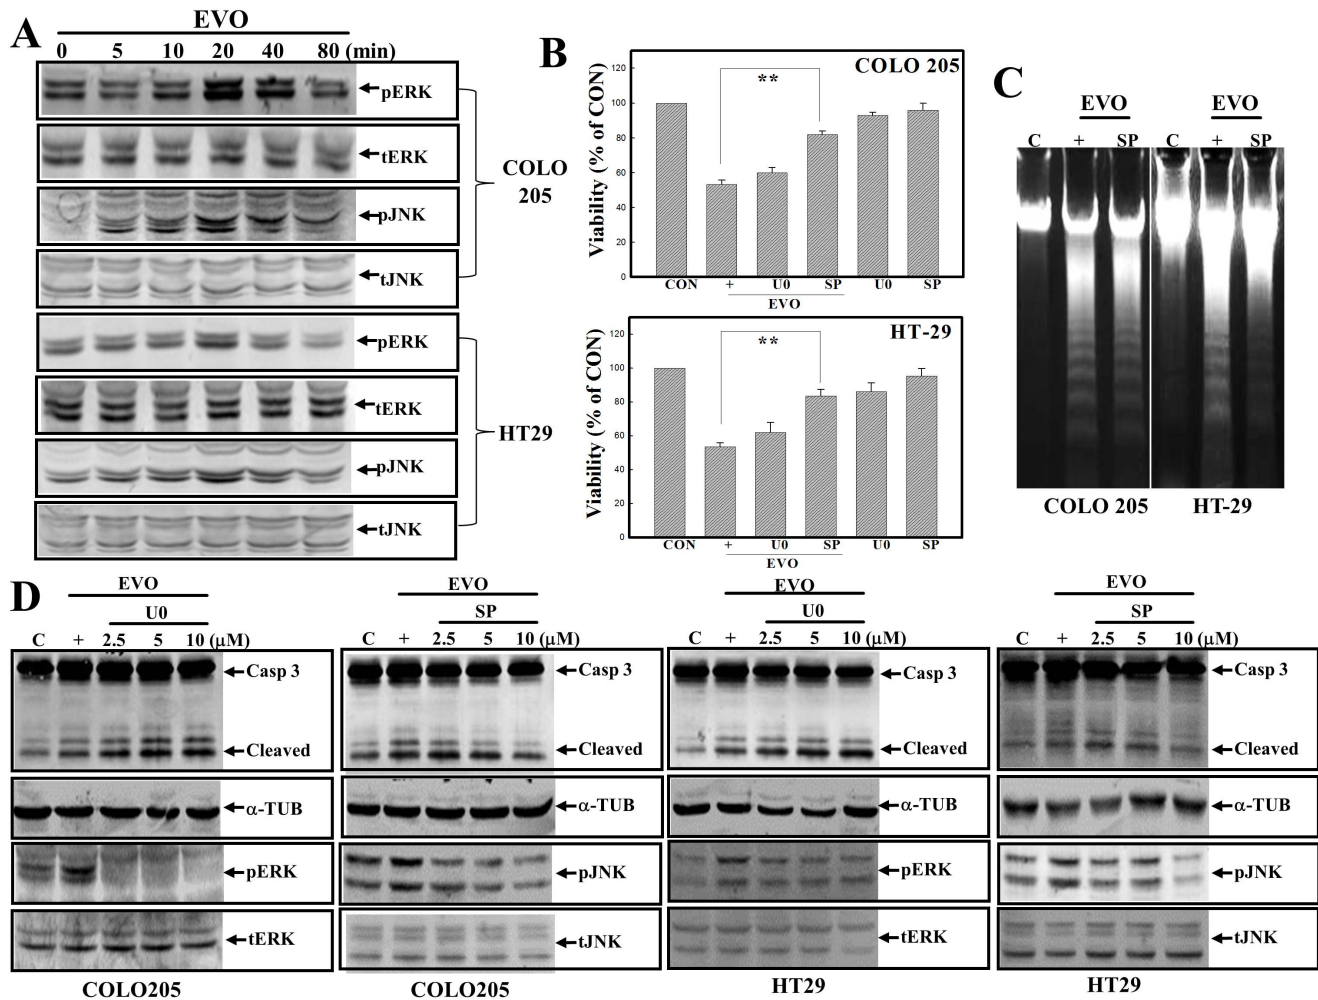 A
EVO
0 5 10 20 40 80 (min)
pERK
tERK
pJNK
tJNK
COLO
205
pERK
tERK
pJNK
tJNK
HT29
B
COLO 205
Viability (% of CON)
120
100
80
60
40
20
0
**
CON + U0 SP U0 SP
EVO
HT-29
Viability (% of CON)
120
100
80
60
40
20
0
**
CON + U0 SP U0 SP
EVO
C
EVO EVO
C + SP C + SP
COLO 205 HT-29
D
EVO
U0
C + 2.5 5 10 (μM)
Casp 3
Cleaved
α-TUB
pERK
tERK
COLO205
EVO
SP
C + 2.5 5 10 (μM)
Casp 3
Cleaved
α-TUB
pJNK
tJNK
COLO205
EVO
U0
C + 2.5 5 10 (μM)
Casp 3
Cleaved
α-TUB
pERK
tERK
HT29
EVO
SP
C + 2.5 5 10 (μM)
Casp 3
Cleaved
α-TUB
pJNK
tJNK
HT29